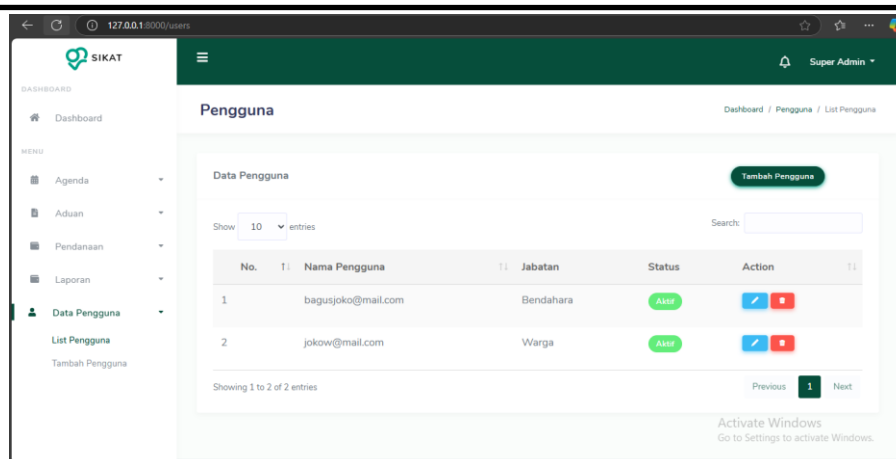 127.0.0.1:8000/users
SIKAT
Super Admin
DASHBOARD
Dashboard
Pengguna
Dashboard / Pengguna / List Pengguna
MENU
Agenda
Data Pengguna
Tambah Pengguna
Aduan
Show 10 entries
Search:
Pendanaan
No. Nama Pengguna Jabatan Status Action
Laporan
1 bagusjoko@mail.com Bendahara Aktif
Data Pengguna
List Pengguna
2 jokow@mail.com Warga Aktif
Tambah Pengguna
Showing 1 to 2 of 2 entries
Previous 1 Next
Activate Windows
Go to Settings to activate Windows.